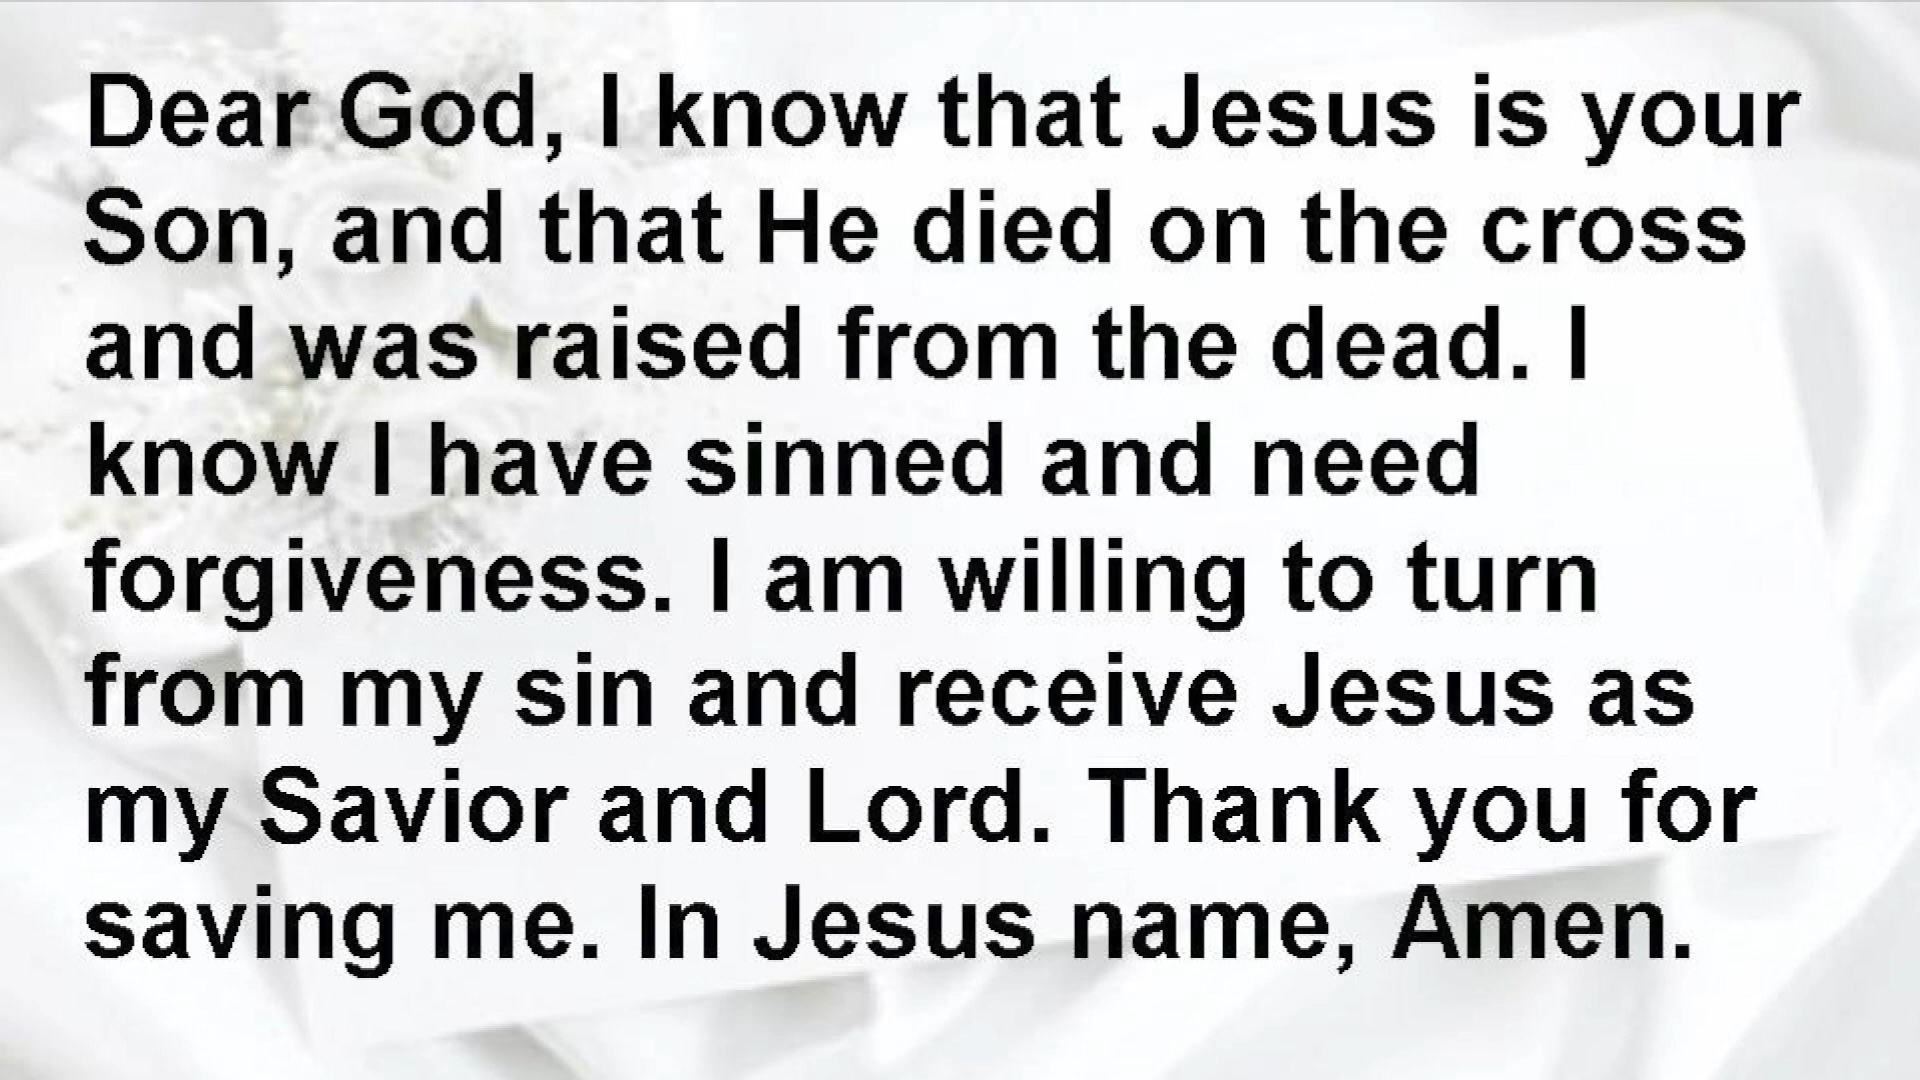 Dear God, I know that Jesus is your
Son, and that He died on the cross
and was raised from the dead. I
know I have sinned and need
forgiveness. I am willing to turn
from my sin and receive Jesus as
my Savior and Lord. Thank you for
saving me. In Jesus name, Amen.